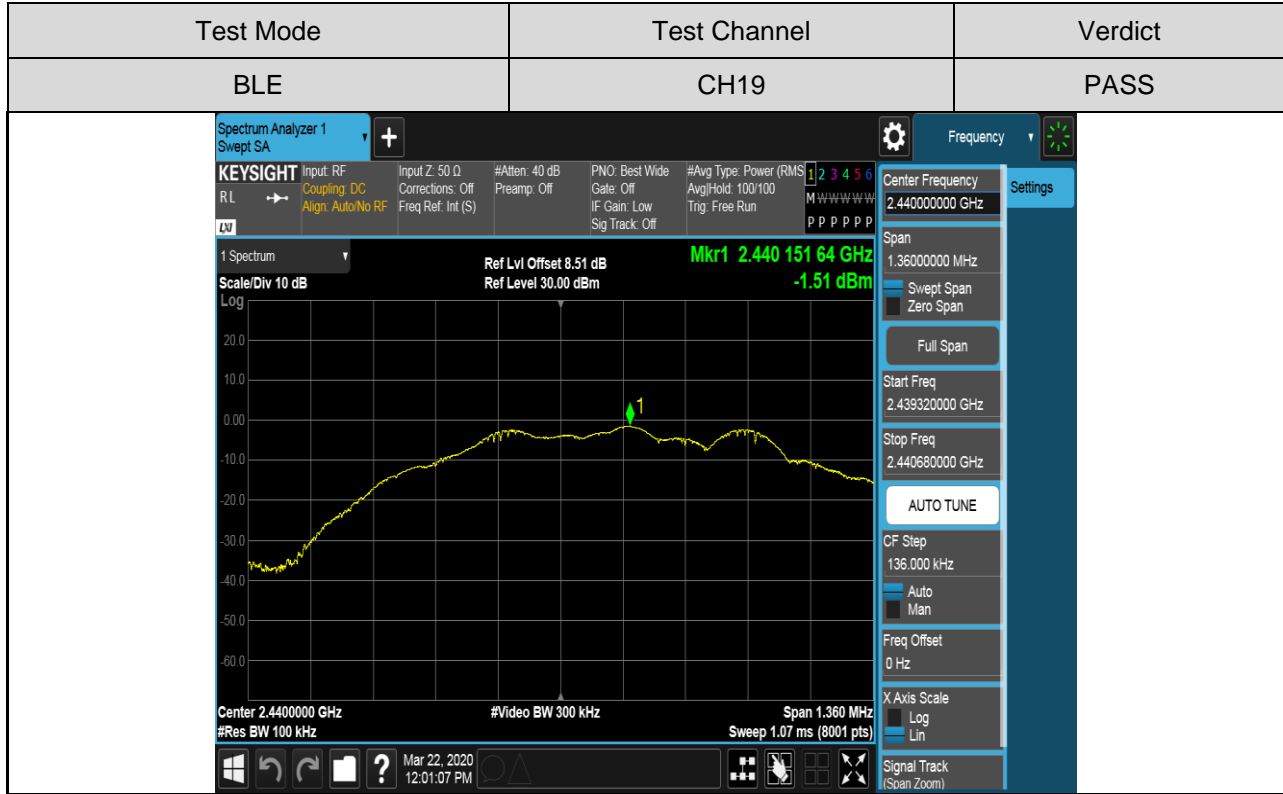 Test Mode
Test Channel
Verdict
BLE
CH19
PASS
Spectrum Analyzer 1
Swept SA
+
Frequency
KEYSIGHT
RL
LXI
Input: RF
Coupling: DC
Align: Auto/No RF
Input Z: 50 Ω
Corrections: Off
Freq Ref: Int (S)
#Atten: 40 dB
Preamp: Off
PNO: Best Wide
Gate: Off
IF Gain: Low
Sig Track: Off
#Avg Type: Power (RMS
Avg|Hold: 100/100
Trig: Free Run
1 2 3 4 5 6
M W W W W W
P P P P P P
1 Spectrum
Scale/Div 10 dB
Ref Lvl Offset 8.51 dB
Ref Level 30.00 dBm
Mkr1 2.440 151 64 GHz
-1.51 dBm
Log
20.0
10.0
0.00
-10.0
-20.0
-30.0
-40.0
-50.0
-60.0
1
Center 2.4400000 GHz
#Res BW 100 kHz
#Video BW 300 kHz
Span 1.360 MHz
Sweep 1.07 ms (8001 pts)
Center Frequency
2.440000000 GHz
Settings
Span
1.36000000 MHz
Swept Span
Zero Span
Full Span
Start Freq
2.439320000 GHz
Stop Freq
2.440680000 GHz
AUTO TUNE
CF Step
136.000 kHz
Auto
Man
Freq Offset
0 Hz
X Axis Scale
Log
Lin
Signal Track
(Span Zoom)
?
Mar 22, 2020
12:01:07 PM